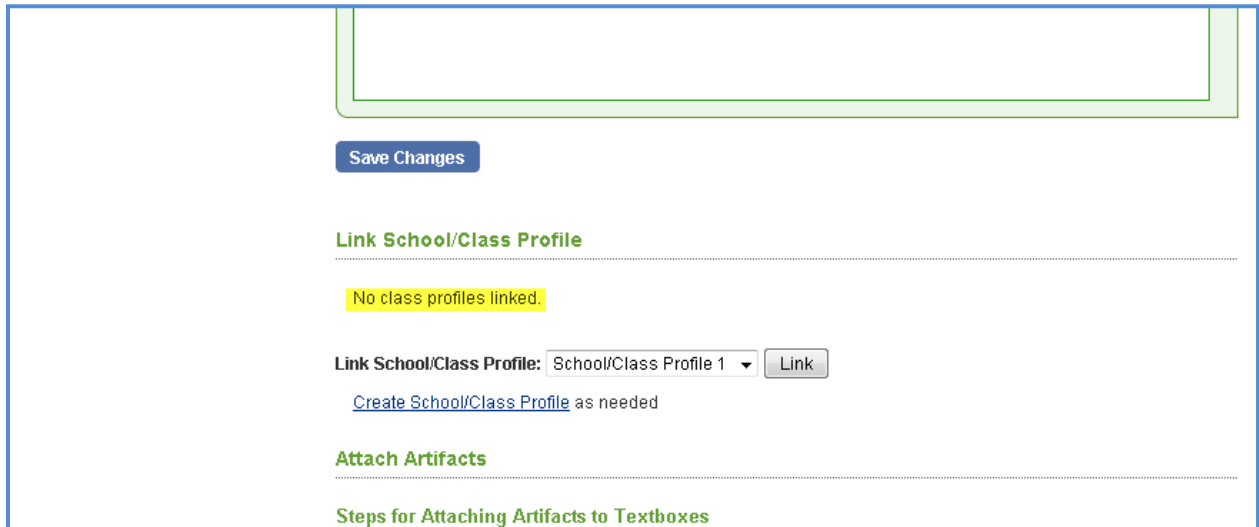 Save Changes
Link School/Class Profile
No class profiles linked.
Link School/Class Profile: School/Class Profile 1 Link
Create School/Class Profile as needed
Attach Artifacts
Steps for Attaching Artifacts to Textboxes